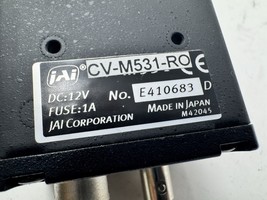 JAI CV-M531-RO CE
DC:12V No. E410683 D
FUSE:1A MADE IN JAPAN
JAI CORPORATION M42045